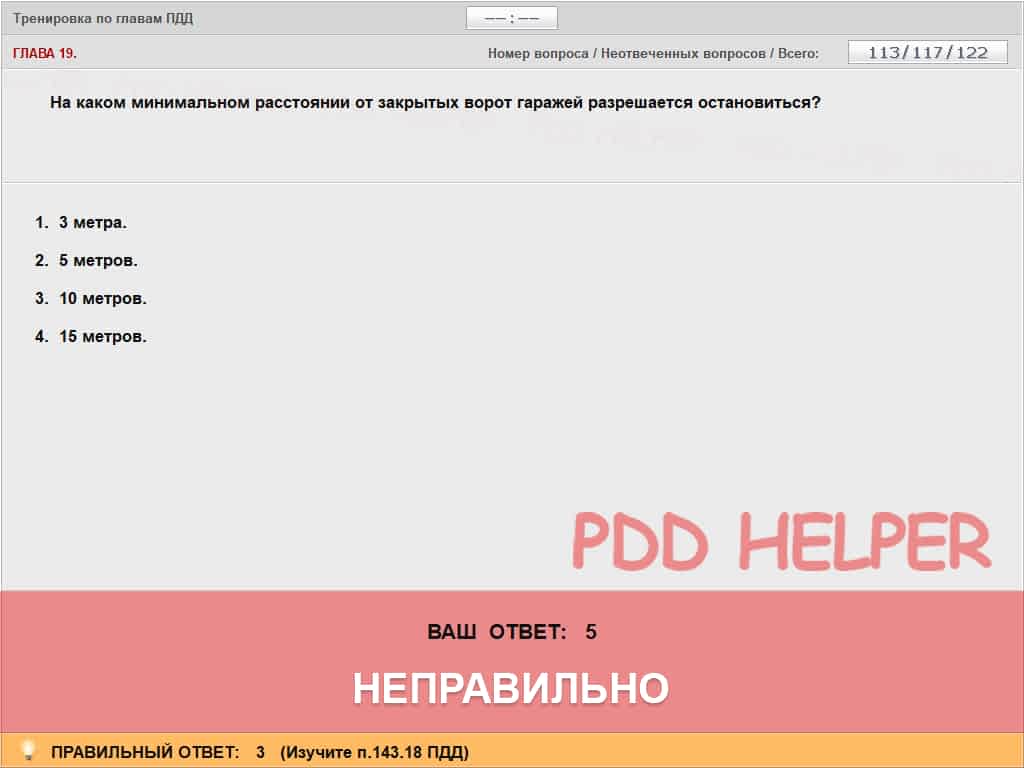 Тренировка по главам ПДД
—— : ——
ГЛАВА 19.
Номер вопроса / Неотвеченных вопросов / Всего: 113/117/122
На каком минимальном расстоянии от закрытых ворот гаражей разрешается остановиться?
1. 3 метра.
2. 5 метров.
3. 10 метров.
4. 15 метров.
PDD HELPER
ВАШ ОТВЕТ: 5
НЕПРАВИЛЬНО
ПРАВИЛЬНЫЙ ОТВЕТ: 3 (Изучите п.143.18 ПДД)